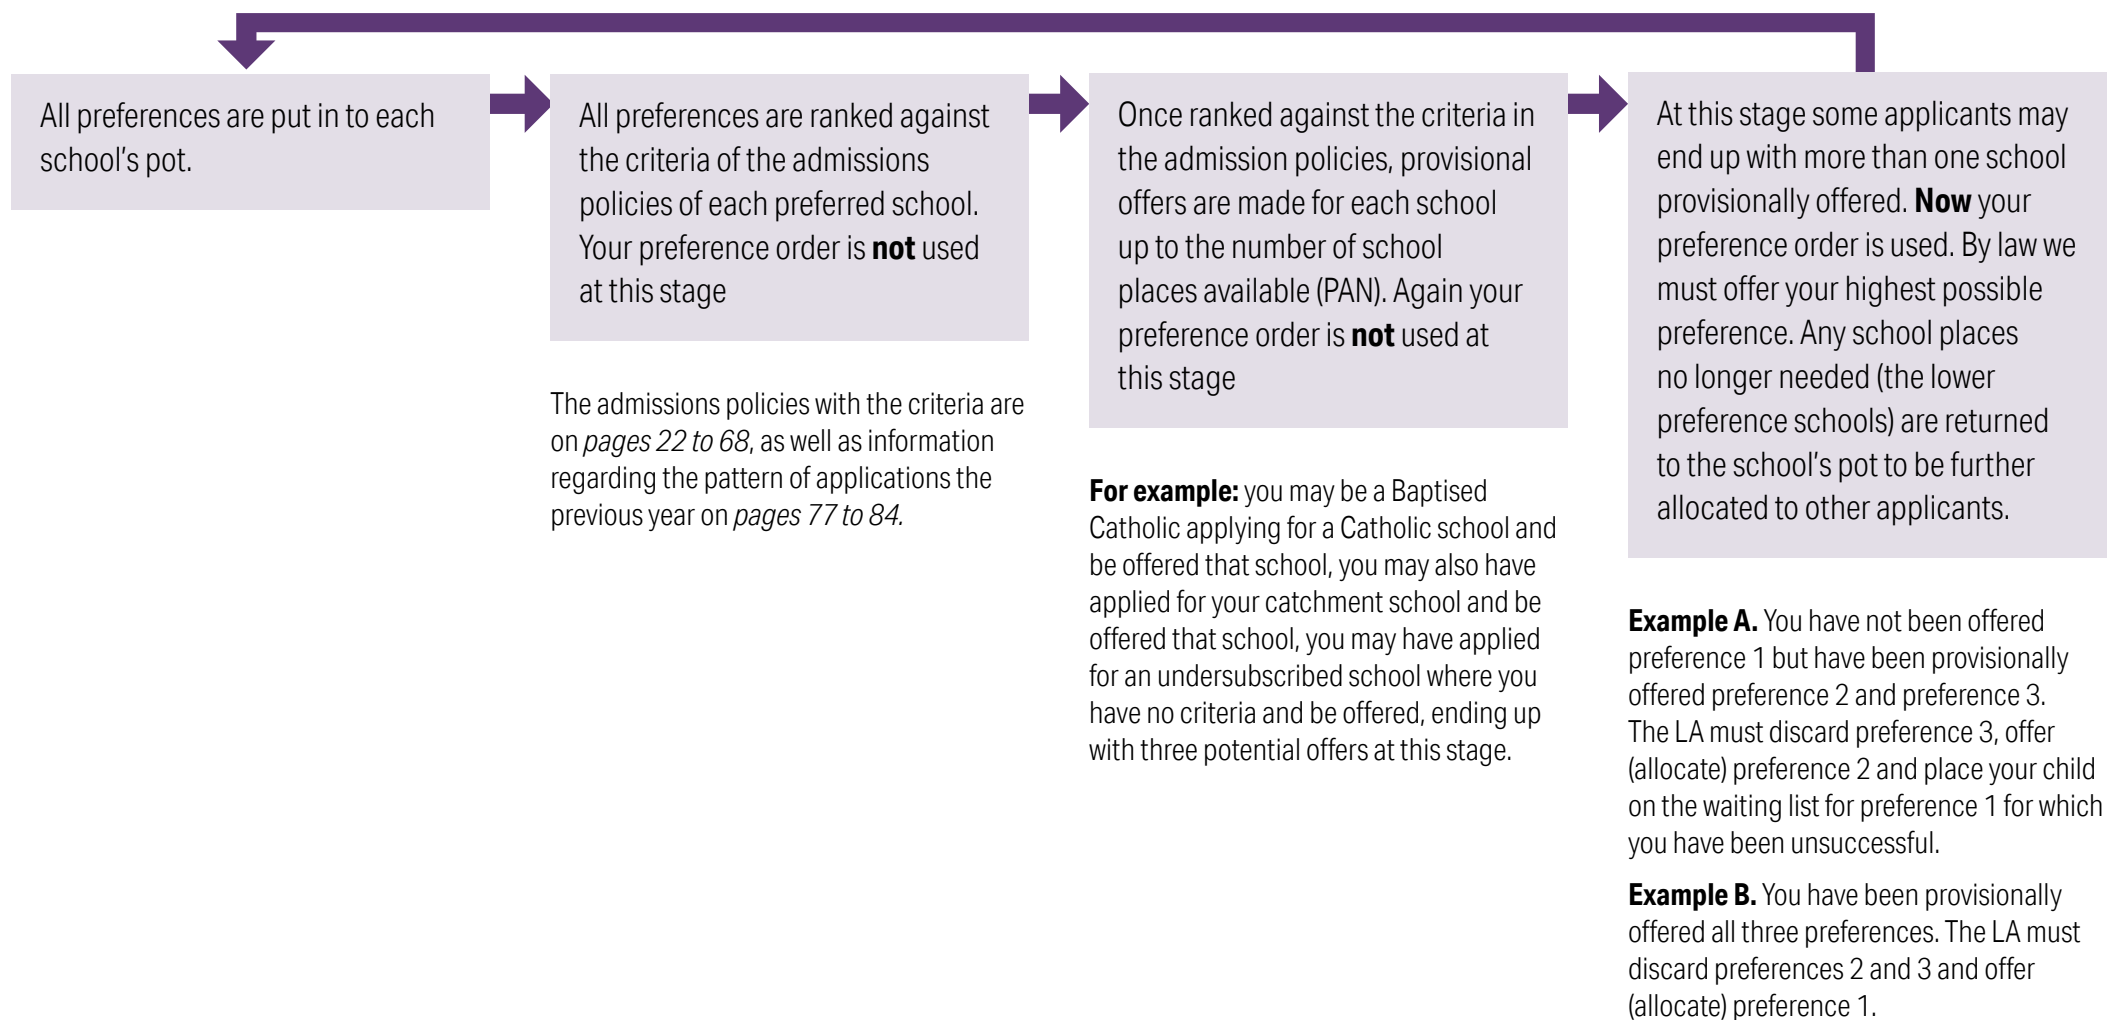 All preferences are put in to each
school’s pot.
All preferences are ranked against
the criteria of the admissions
policies of each preferred school.
Your preference order is not used
at this stage
The admissions policies with the criteria are
on pages 22 to 68, as well as information
regarding the pattern of applications the
previous year on pages 77 to 84.
Once ranked against the criteria in
the admission policies, provisional
offers are made for each school
up to the number of school
places available (PAN). Again your
preference order is not used at
this stage
For example: you may be a Baptised
Catholic applying for a Catholic school and
be offered that school, you may also have
applied for your catchment school and be
offered that school, you may have applied
for an undersubscribed school where you
have no criteria and be offered, ending up
with three potential offers at this stage.
At this stage some applicants may
end up with more than one school
provisionally offered. Now your
preference order is used. By law we
must offer your highest possible
preference. Any school places
no longer needed (the lower
preference schools) are returned
to the school’s pot to be further
allocated to other applicants.
Example A. You have not been offered
preference 1 but have been provisionally
offered preference 2 and preference 3.
The LA must discard preference 3, offer
(allocate) preference 2 and place your child
on the waiting list for preference 1 for which
you have been unsuccessful.
Example B. You have been provisionally
offered all three preferences. The LA must
discard preferences 2 and 3 and offer
(allocate) preference 1.